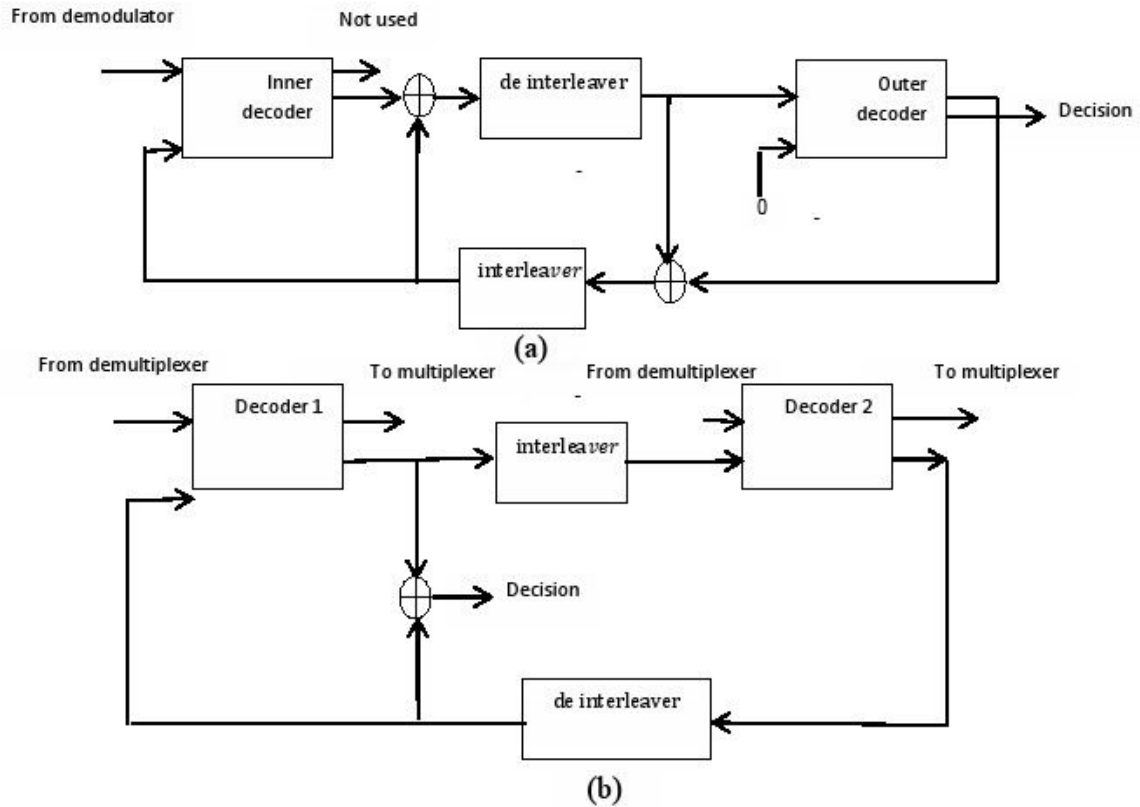 From demodulator
Not used
Inner
decoder
de interleaver
Outer
decoder
Decision
0
interleaver
(a)
From demultiplexer
To multiplexer
From demultiplexer
To multiplexer
Decoder 1
interleaver
Decoder 2
Decision
de interleaver
(b)